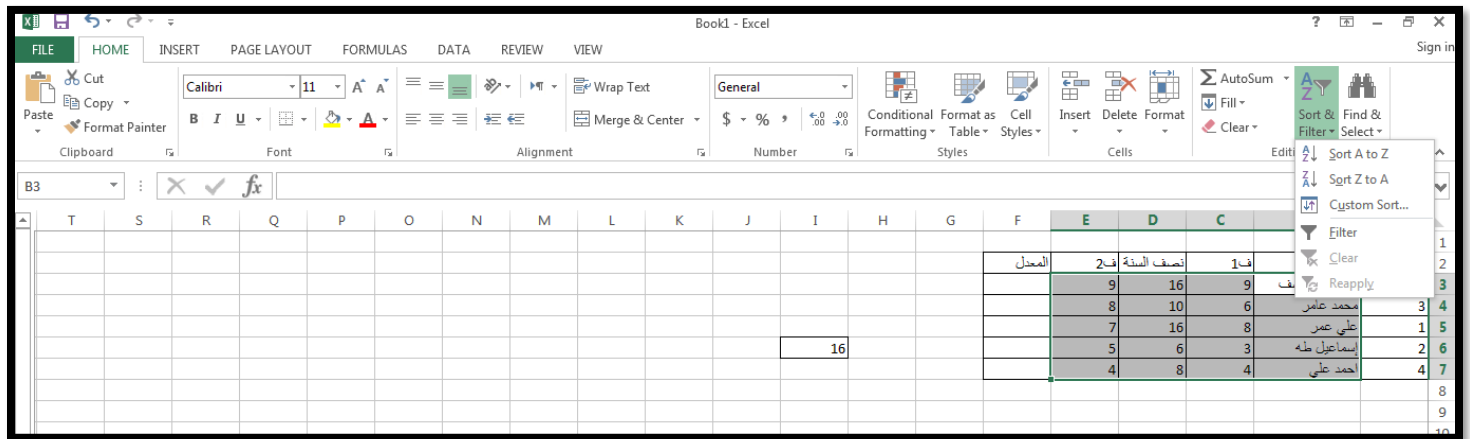 Book1 - Excel
FILE HOME INSERT PAGE LAYOUT FORMULAS DATA REVIEW VIEW Sign in
Paste Cut Copy Format Painter Clipboard
Calibri 11 B I U Font
Wrap Text Merge & Center Alignment
General $ % , Number
Conditional Formatting Format as Table Cell Styles Styles
Insert Delete Format Cells
AutoSum Fill Clear Sort & Filter Find & Select
Sort A to Z
Sort Z to A
Custom Sort...
Filter
Clear
Reapply
B3 fx
T S R Q P O N M L K J I H G F E D C
1
2 ف1 نصف السنة ف2 المعدل
3 9 16 9
4 3 محمد عامر 6 10 8
5 1 علي عمر 8 16 7
6 2 إسماعيل طه 3 6 5 16
7 4 احمد علي 4 8 4
8
9
10